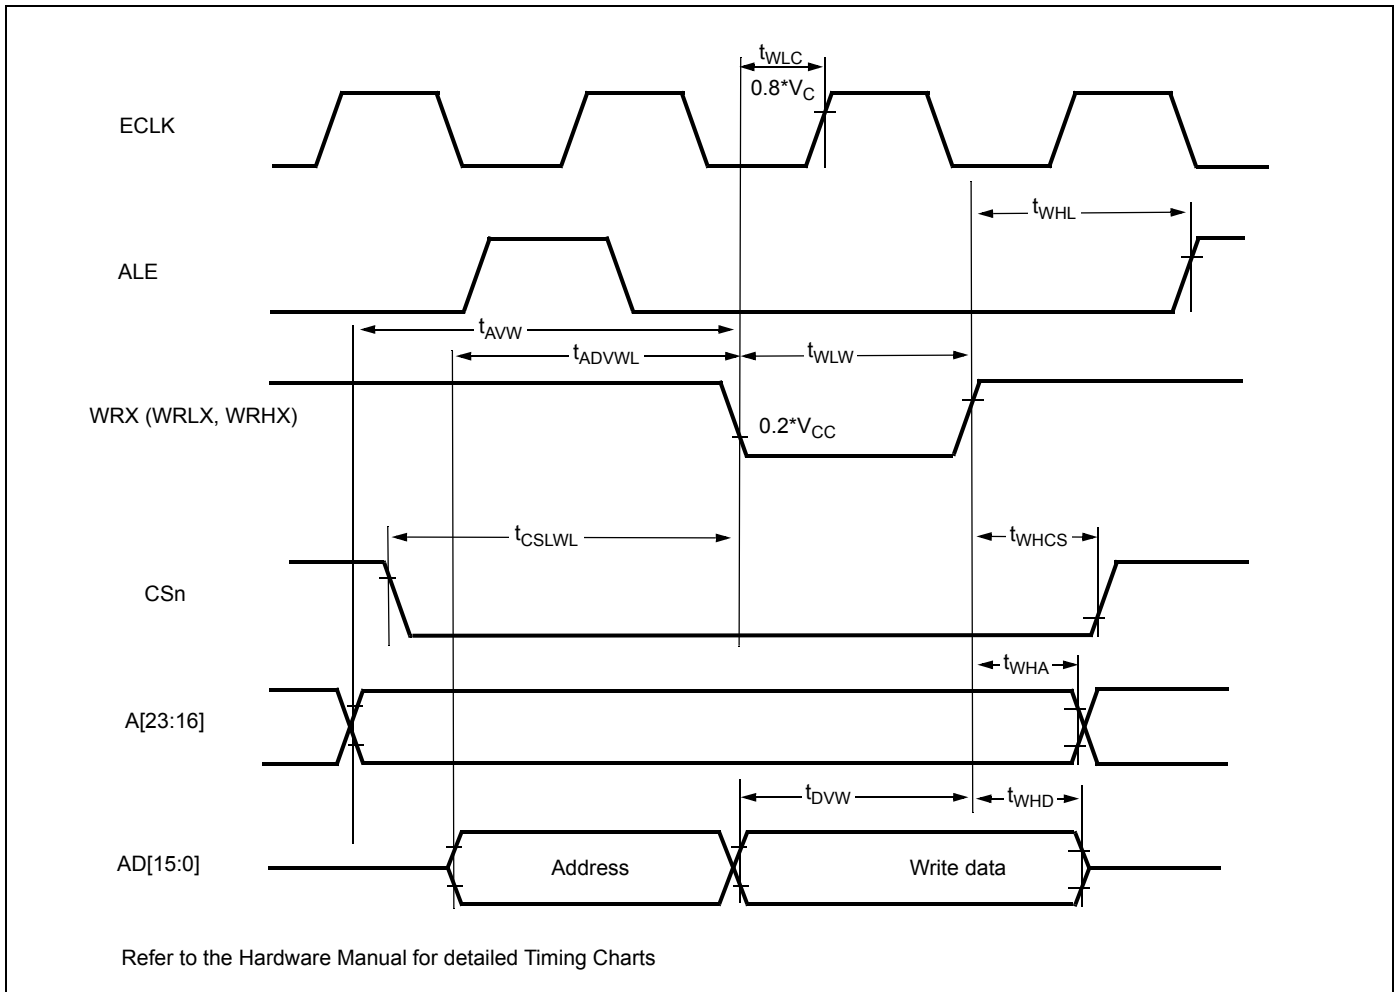 tWLC
0.8*VC
ECLK
tWHL
ALE
tAVW
tADVWL
tWLW
WRX (WRLX, WRHX)
0.2*VCC
tCSLWL
tWHCS
CSn
tWHA
A[23:16]
tDVW
tWHD
AD[15:0]
Address
Write data
Refer to the Hardware Manual for detailed Timing Charts